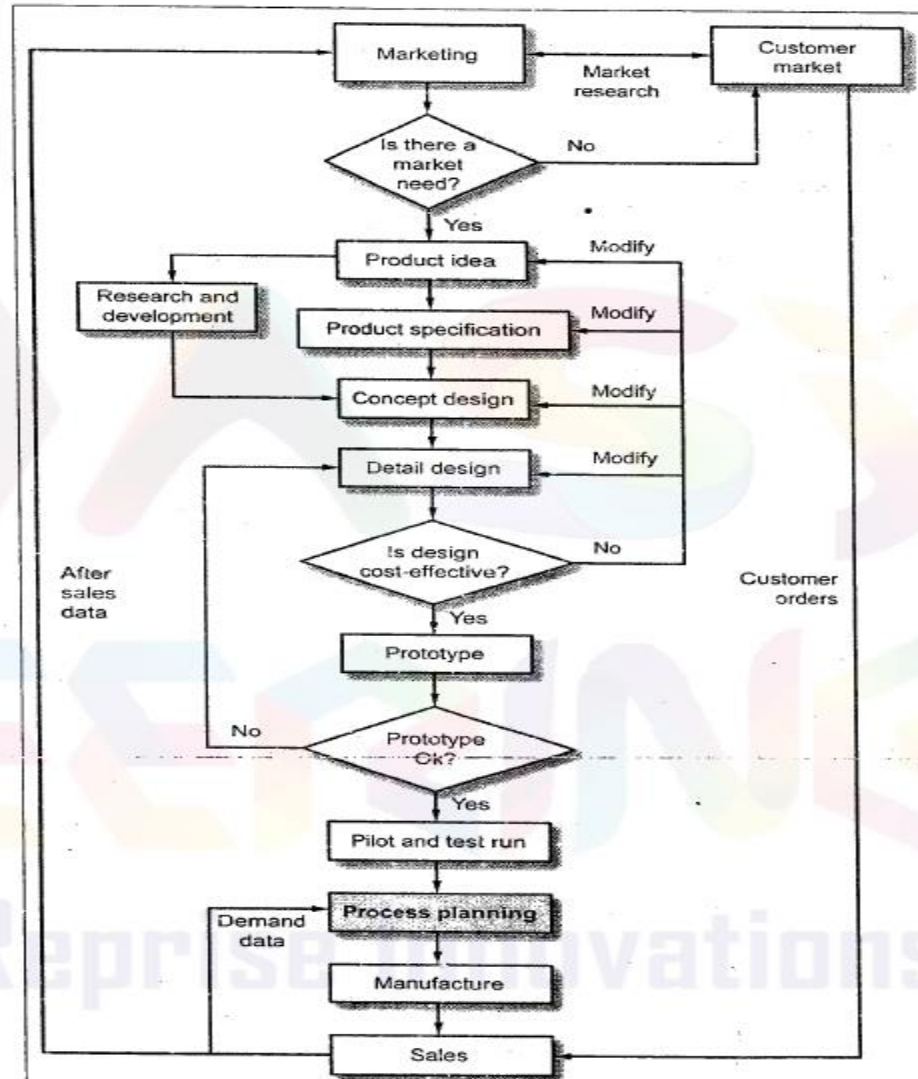 Marketing
Customer
market
Market
research
Is there a
market
need?
No
Yes
Product idea
Modify
Research and
development
Product specification
Modify
Concept design
Modify
Detail design
Modify
Is design
cost-effective?
No
After
sales
data
Customer
orders
Yes
Prototype
No
Prototype
Ok?
Yes
Pilot and test run
Process planning
Demand
data
Manufacture
Sales
Reprise Innovations